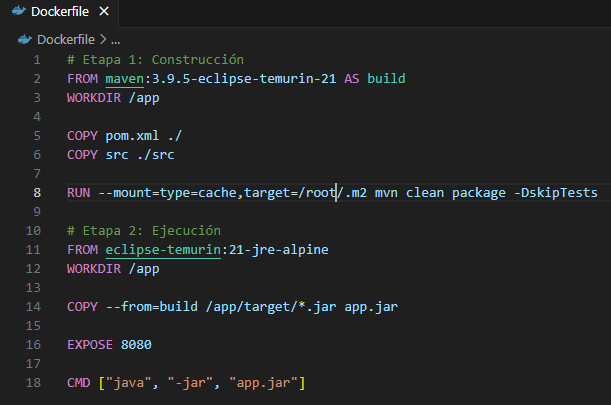 Dockerfile ×
Dockerfile > ...
1 # Etapa 1: Construcción
2 FROM maven:3.9.5-eclipse-temurin-21 AS build
3 WORKDIR /app
4
5 COPY pom.xml ./
6 COPY src ./src
7
8 RUN --mount=type=cache,target=/root/.m2 mvn clean package -DskipTests
9
10 # Etapa 2: Ejecución
11 FROM eclipse-temurin:21-jre-alpine
12 WORKDIR /app
13
14 COPY --from=build /app/target/*.jar app.jar
15
16 EXPOSE 8080
17
18 CMD ["java", "-jar", "app.jar"]